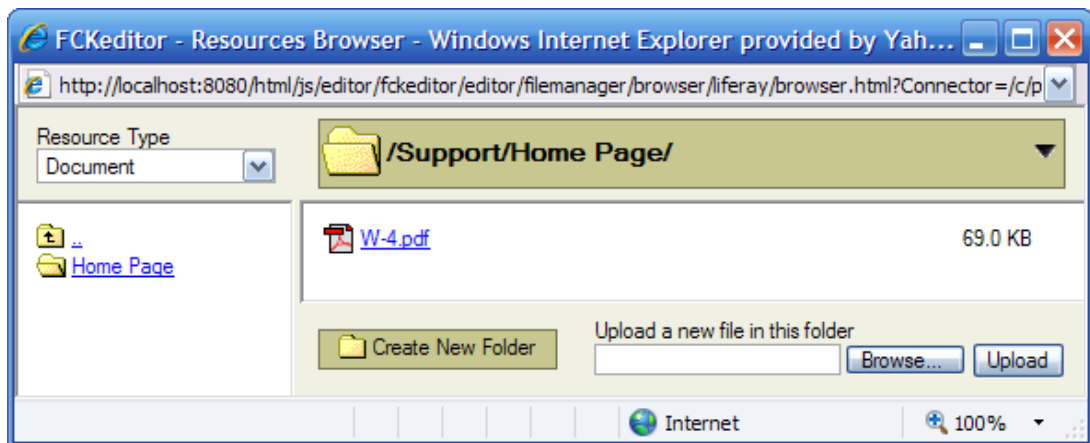 FCKeditor - Resources Browser - Windows Internet Explorer provided by Yah...
http://localhost:8080/html/js/editor/fckeditor/editor/filemanager/browser/liferay/browser.html?Connector=/c/p
Resource Type
Document
/Support/Home Page/
..
Home Page
W-4.pdf 69.0 KB
Create New Folder
Upload a new file in this folder
Browse... Upload
Internet 100%